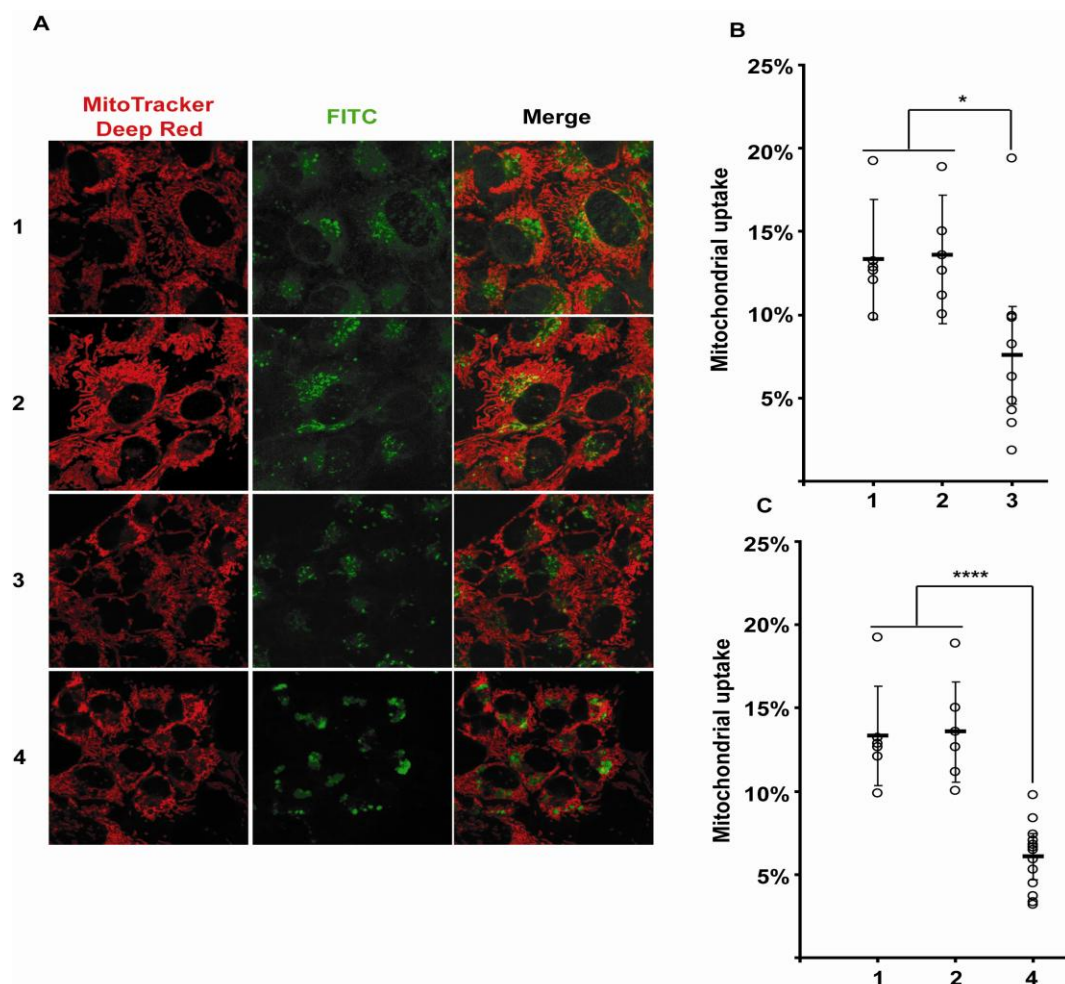 A
MitoTracker
Deep Red
FITC
Merge
1
2
3
4
B
25%
20%
15%
10%
5%
Mitochondrial uptake
*
1 2 3
C
25%
20%
15%
10%
5%
Mitochondrial uptake
****
1 2 4